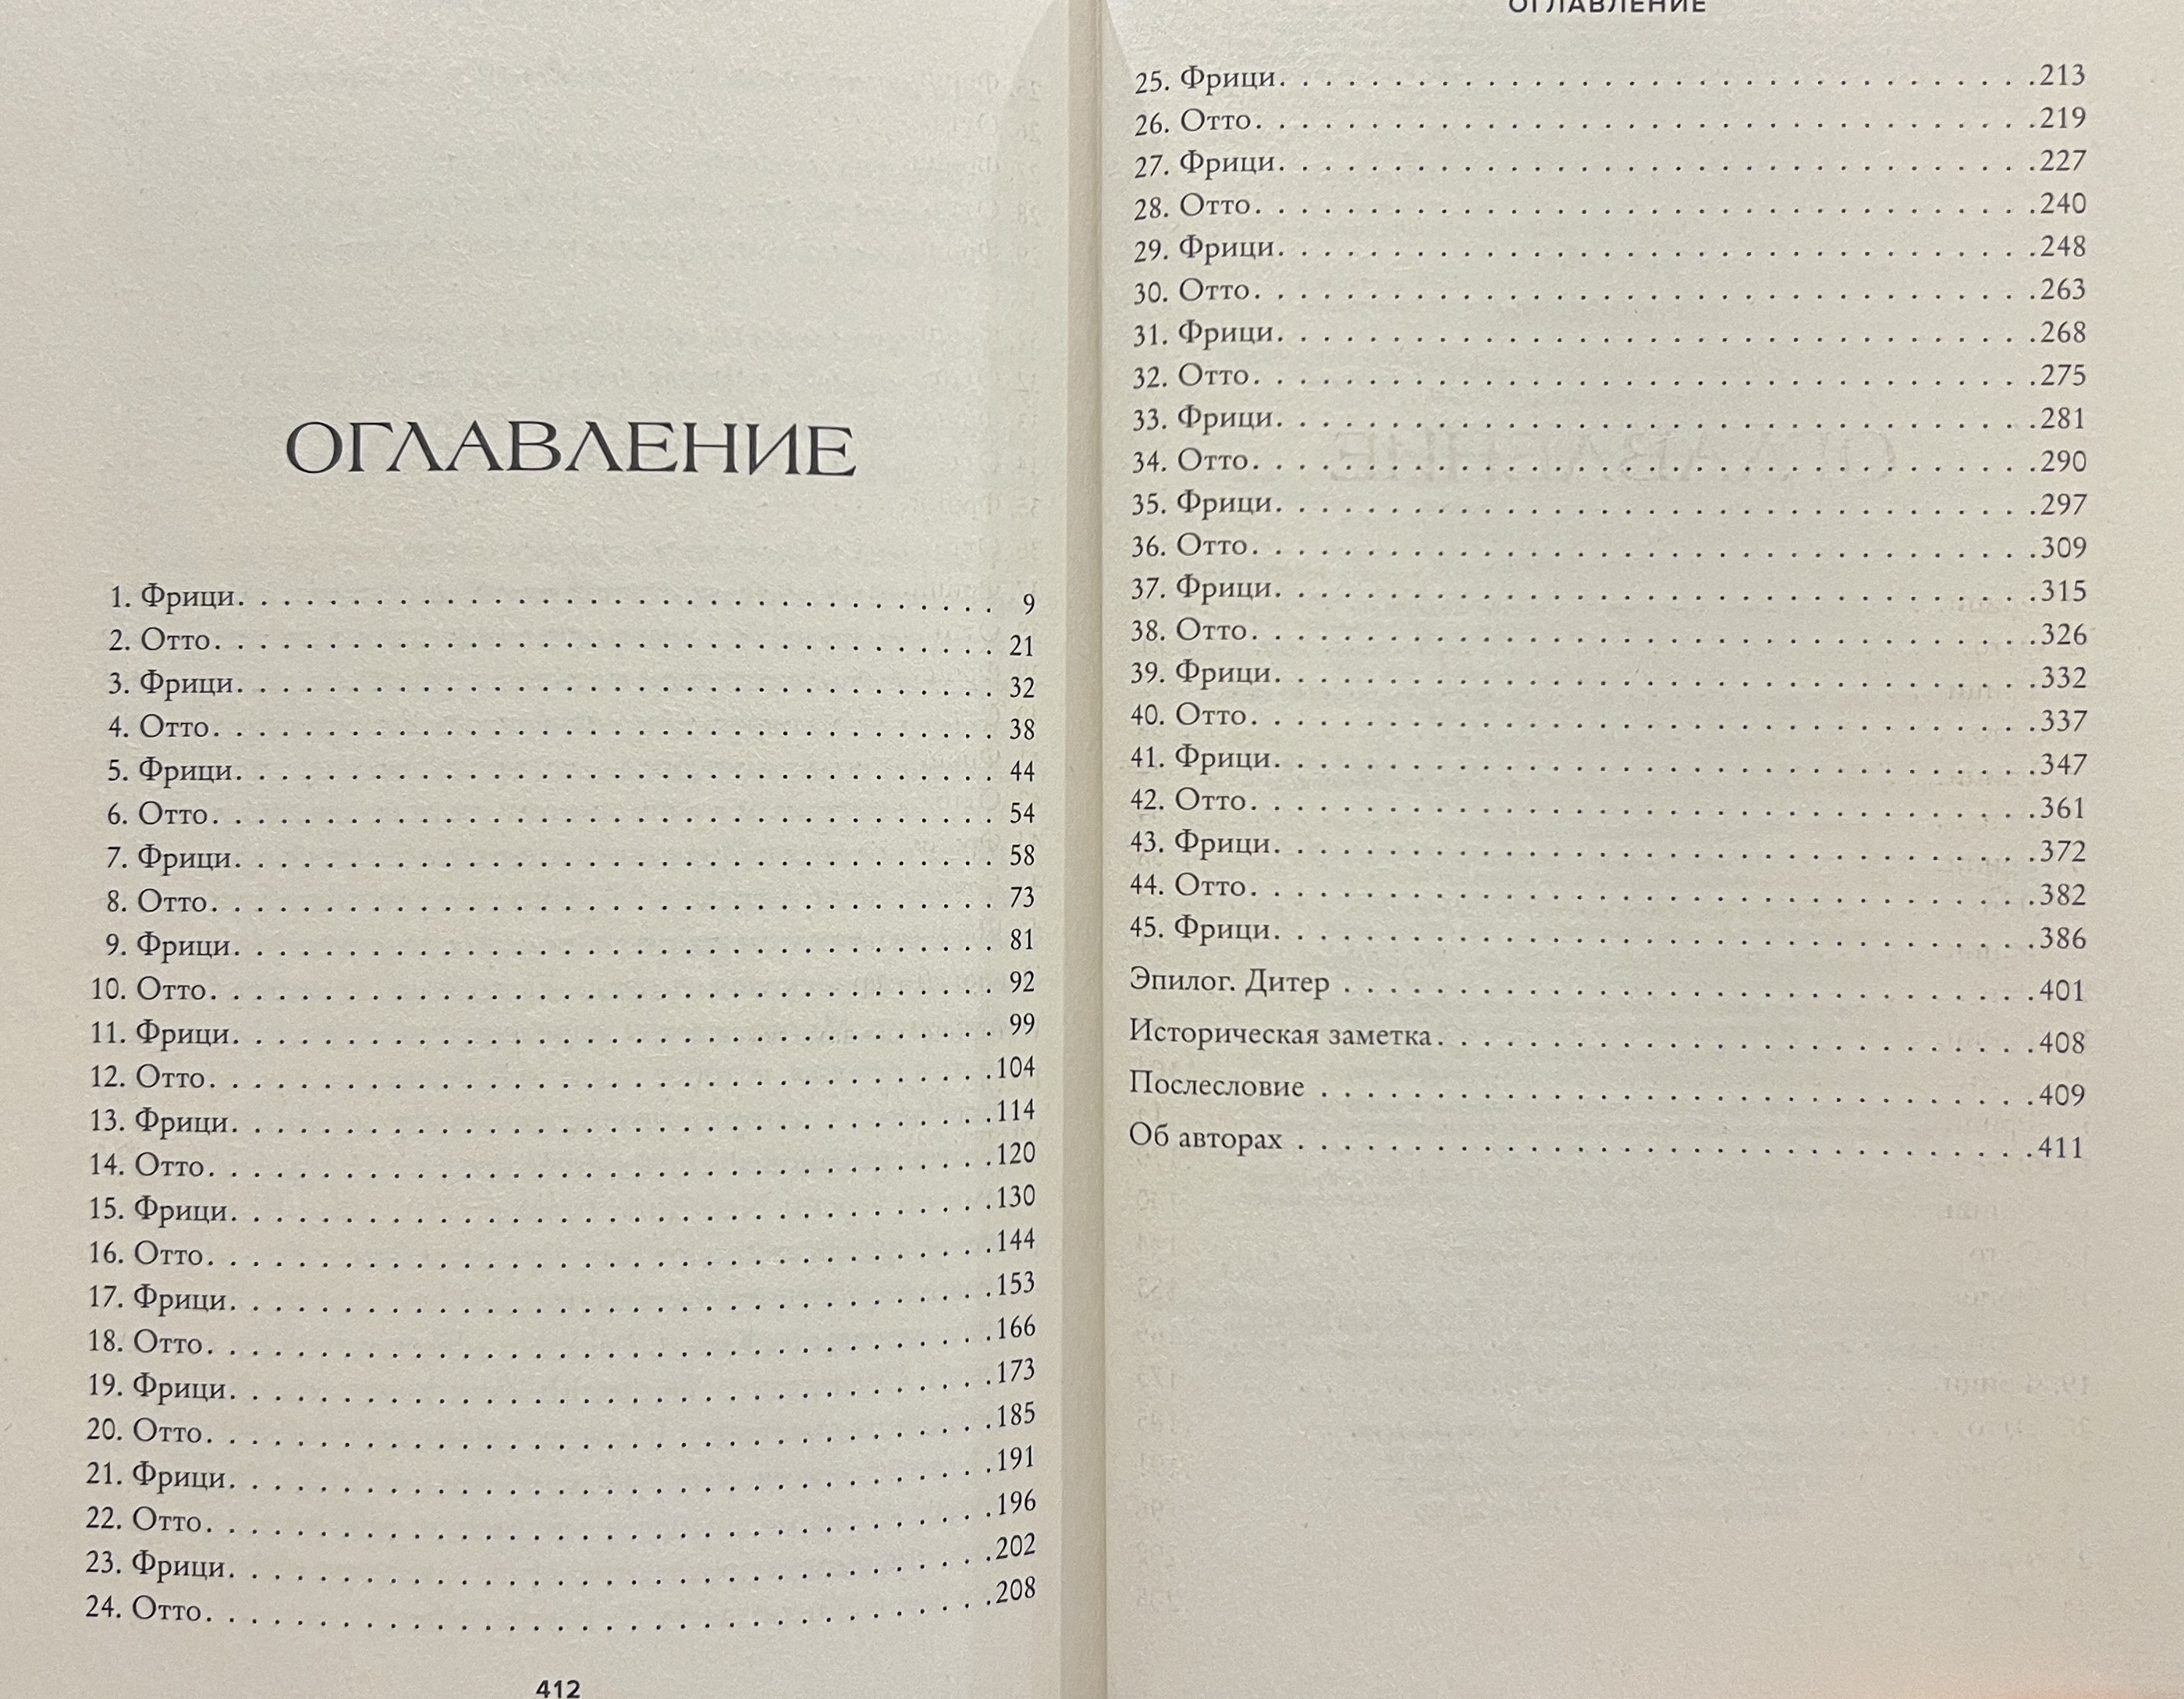 ОГЛАВЛЕНИЕ
1. Фрици. . . . . . . . . . . . . . . . . . . . . . . . . . . . . . . . . . 9
2. Отто. . . . . . . . . . . . . . . . . . . . . . . . . . . . . . . . . . . 21
3. Фрици. . . . . . . . . . . . . . . . . . . . . . . . . . . . . . . . . . 32
4. Отто. . . . . . . . . . . . . . . . . . . . . . . . . . . . . . . . . . . 38
5. Фрици. . . . . . . . . . . . . . . . . . . . . . . . . . . . . . . . . . 44
6. Отто. . . . . . . . . . . . . . . . . . . . . . . . . . . . . . . . . . . 54
7. Фрици. . . . . . . . . . . . . . . . . . . . . . . . . . . . . . . . . . 58
8. Отто. . . . . . . . . . . . . . . . . . . . . . . . . . . . . . . . . . . 73
9. Фрици. . . . . . . . . . . . . . . . . . . . . . . . . . . . . . . . . . 81
10. Отто. . . . . . . . . . . . . . . . . . . . . . . . . . . . . . . . . . . 92
11. Фрици. . . . . . . . . . . . . . . . . . . . . . . . . . . . . . . . . . 99
12. Отто. . . . . . . . . . . . . . . . . . . . . . . . . . . . . . . . . . .104
13. Фрици. . . . . . . . . . . . . . . . . . . . . . . . . . . . . . . . . .114
14. Отто. . . . . . . . . . . . . . . . . . . . . . . . . . . . . . . . . . .120
15. Фрици. . . . . . . . . . . . . . . . . . . . . . . . . . . . . . . . . .130
16. Отто. . . . . . . . . . . . . . . . . . . . . . . . . . . . . . . . . . .144
17. Фрици. . . . . . . . . . . . . . . . . . . . . . . . . . . . . . . . . .153
18. Отто. . . . . . . . . . . . . . . . . . . . . . . . . . . . . . . . . . .166
19. Фрици. . . . . . . . . . . . . . . . . . . . . . . . . . . . . . . . . .173
20. Отто. . . . . . . . . . . . . . . . . . . . . . . . . . . . . . . . . . .185
21. Фрици. . . . . . . . . . . . . . . . . . . . . . . . . . . . . . . . . .191
22. Отто. . . . . . . . . . . . . . . . . . . . . . . . . . . . . . . . . . .196
23. Фрици. . . . . . . . . . . . . . . . . . . . . . . . . . . . . . . . . .202
24. Отто. . . . . . . . . . . . . . . . . . . . . . . . . . . . . . . . . . .208
412
ОГЛАВЛЕНИЕ
25. Фрици. . . . . . . . . . . . . . . . . . . . . . . . . . . . . . . . . .213
26. Отто. . . . . . . . . . . . . . . . . . . . . . . . . . . . . . . . . . .219
27. Фрици. . . . . . . . . . . . . . . . . . . . . . . . . . . . . . . . . .227
28. Отто. . . . . . . . . . . . . . . . . . . . . . . . . . . . . . . . . . .240
29. Фрици. . . . . . . . . . . . . . . . . . . . . . . . . . . . . . . . . .248
30. Отто. . . . . . . . . . . . . . . . . . . . . . . . . . . . . . . . . . .263
31. Фрици. . . . . . . . . . . . . . . . . . . . . . . . . . . . . . . . . .268
32. Отто. . . . . . . . . . . . . . . . . . . . . . . . . . . . . . . . . . .275
33. Фрици. . . . . . . . . . . . . . . . . . . . . . . . . . . . . . . . . .281
34. Отто. . . . . . . . . . . . . . . . . . . . . . . . . . . . . . . . . . .290
35. Фрици. . . . . . . . . . . . . . . . . . . . . . . . . . . . . . . . . .297
36. Отто. . . . . . . . . . . . . . . . . . . . . . . . . . . . . . . . . . .309
37. Фрици. . . . . . . . . . . . . . . . . . . . . . . . . . . . . . . . . .315
38. Отто. . . . . . . . . . . . . . . . . . . . . . . . . . . . . . . . . . .326
39. Фрици. . . . . . . . . . . . . . . . . . . . . . . . . . . . . . . . . .332
40. Отто. . . . . . . . . . . . . . . . . . . . . . . . . . . . . . . . . . .337
41. Фрици. . . . . . . . . . . . . . . . . . . . . . . . . . . . . . . . . .347
42. Отто. . . . . . . . . . . . . . . . . . . . . . . . . . . . . . . . . . .361
43. Фрици. . . . . . . . . . . . . . . . . . . . . . . . . . . . . . . . . .372
44. Отто. . . . . . . . . . . . . . . . . . . . . . . . . . . . . . . . . . .382
45. Фрици. . . . . . . . . . . . . . . . . . . . . . . . . . . . . . . . . .386
Эпилог. Дитер . . . . . . . . . . . . . . . . . . . . . . . . . . . . . . .401
Историческая заметка. . . . . . . . . . . . . . . . . . . . . . . . . . .408
Послесловие . . . . . . . . . . . . . . . . . . . . . . . . . . . . . . . .409
Об авторах . . . . . . . . . . . . . . . . . . . . . . . . . . . . . . . . .411